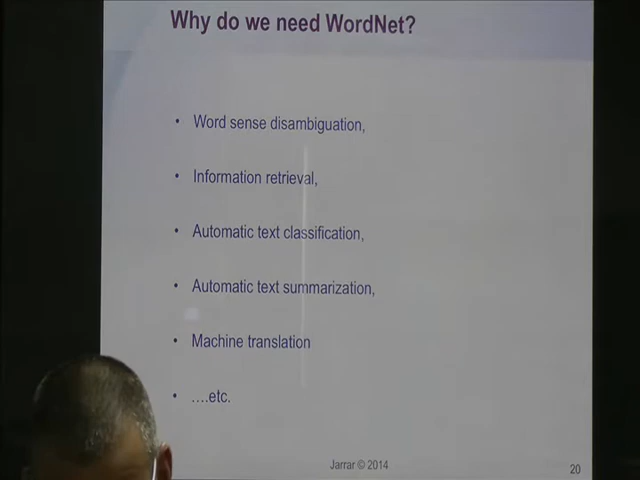 Why do we need WordNet?
• Word sense disambiguation,
• Information retrieval,
• Automatic text classification,
• Automatic text summarization,
• Machine translation
• ….etc.
Jarrar © 2014
20